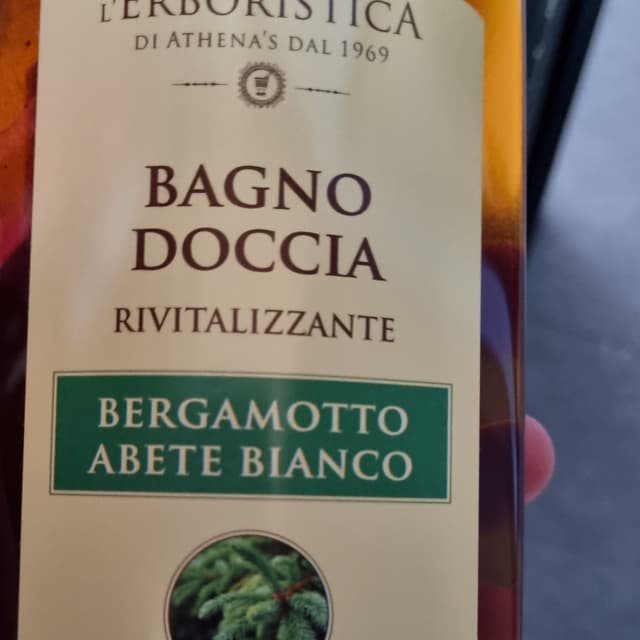 L'ERBORISTICA
DI ATHENA'S DAL 1969
BAGNO
DOCCIA
RIVITALIZZANTE
BERGAMOTTO
ABETE BIANCO